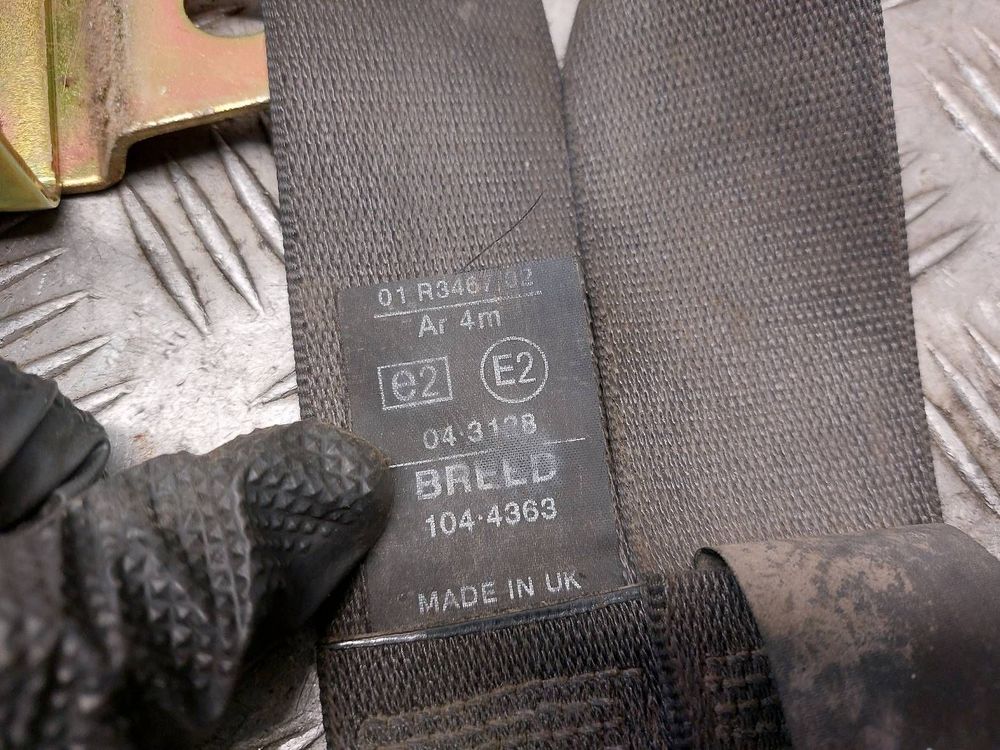 01 R3467/02
Ar 4m
e2 E2
04·3128
BREED
104·4363
MADE IN UK